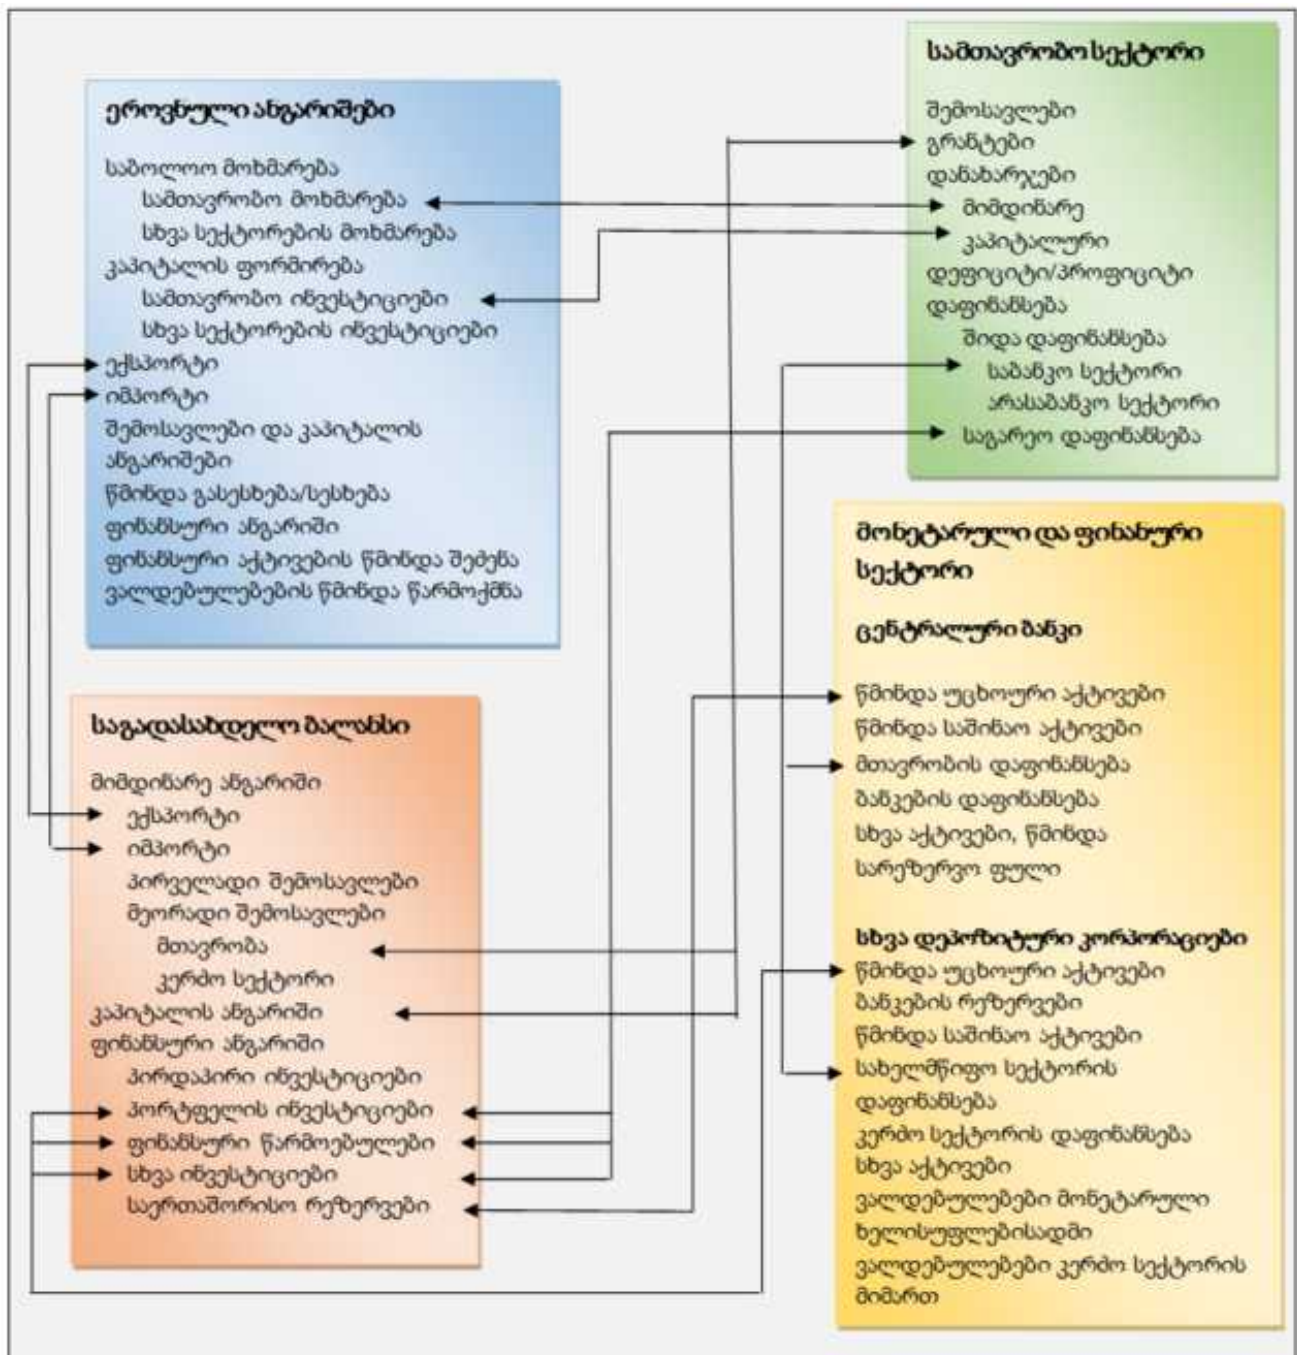 ეროვნული ანგარიშები
საბოლოო მოხმარება
სამთავრობო მოხმარება
სხვა სექტორების მოხმარება
კაპიტალის ფორმირება
სამთავრობო ინვესტიციები
სხვა სექტორების ინვესტიციები
ექსპორტი
იმპორტი
შემოსავლები და კაპიტალის
ანგარიშები
წმინდა გასესხება/სესხება
ფინანსური ანგარიში
ფინანსური აქტივების წმინდა შეძენა
ვალდებულებების წმინდა წარმოქმნა
სამთავრობო სექტორი
შემოსავლები
გრანტები
დანახარჯები
მიმდინარე
კაპიტალური
დეფიციტი/პროფიციტი
დაფინანსება
შიდა დაფინანსება
საბანკო სექტორი
არასაბანკო სექტორი
საგარეო დაფინანსება
საგადასახდელო ბალანსი
მიმდინარე ანგარიში
ექსპორტი
იმპორტი
პირველადი შემოსავლები
მეორადი შემოსავლები
მთავრობა
კერძო სექტორი
კაპიტალის ანგარიში
ფინანსური ანგარიში
პირდაპირი ინვესტიციები
პორტფელის ინვესტიციები
ფინანსური წარმოებულები
სხვა ინვესტიციები
საერთაშორისო რეზერვები
მონეტარული და ფინანური
სექტორი
ცენტრალური ბანკი
წმინდა უცხოური აქტივები
წმინდა საშინაო აქტივები
მთავრობის დაფინანსება
ბანკების დაფინანსება
სხვა აქტივები, წმინდა
სარეზერვო ფული
სხვა დეპოზიტური კორპორაციები
წმინდა უცხოური აქტივები
ბანკების რეზერვები
წმინდა საშინაო აქტივები
სახელმწიფო სექტორის
დაფინანსება
კერძო სექტორის დაფინანსება
სხვა აქტივები
ვალდებულებები მონეტარული
ხელისუფლებისადმი
ვალდებულებები კერძო სექტორის
მიმართ